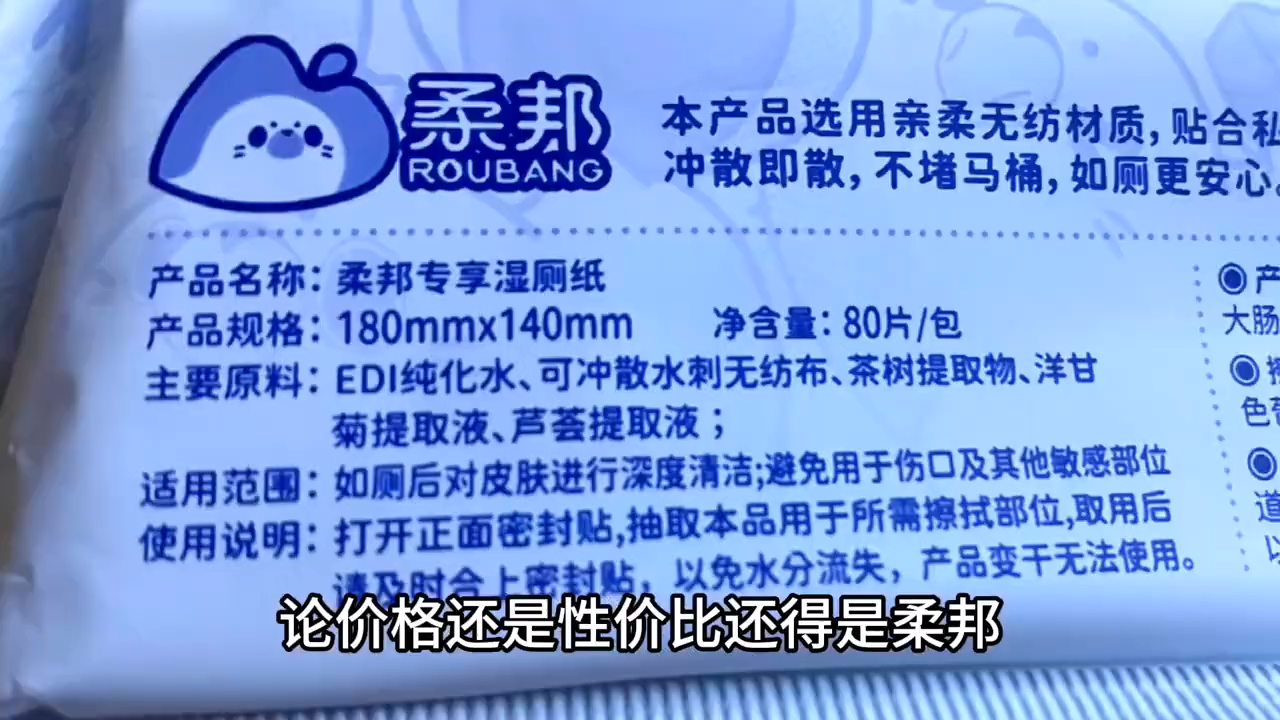 柔邦
ROUBANG
本产品选用亲柔无纺材质,贴合私
冲散即散,不堵马桶,如厕更安心。
产品名称:柔邦专享湿厕纸
产品规格:180mmx140mm 净含量:80片/包
主要原料:EDI纯化水、可冲散水刺无纺布、茶树提取物、洋甘
菊提取液、芦荟提取液;
适用范围:如厕后对皮肤进行深度清洁;避免用于伤口及其他敏感部位
使用说明:打开正面密封贴,抽取本品用于所需擦拭部位,取用后
请及时合上密封贴,以免水分流失,产品变干无法使用。
产
大肠
色
道
论价格还是性价比还得是柔邦